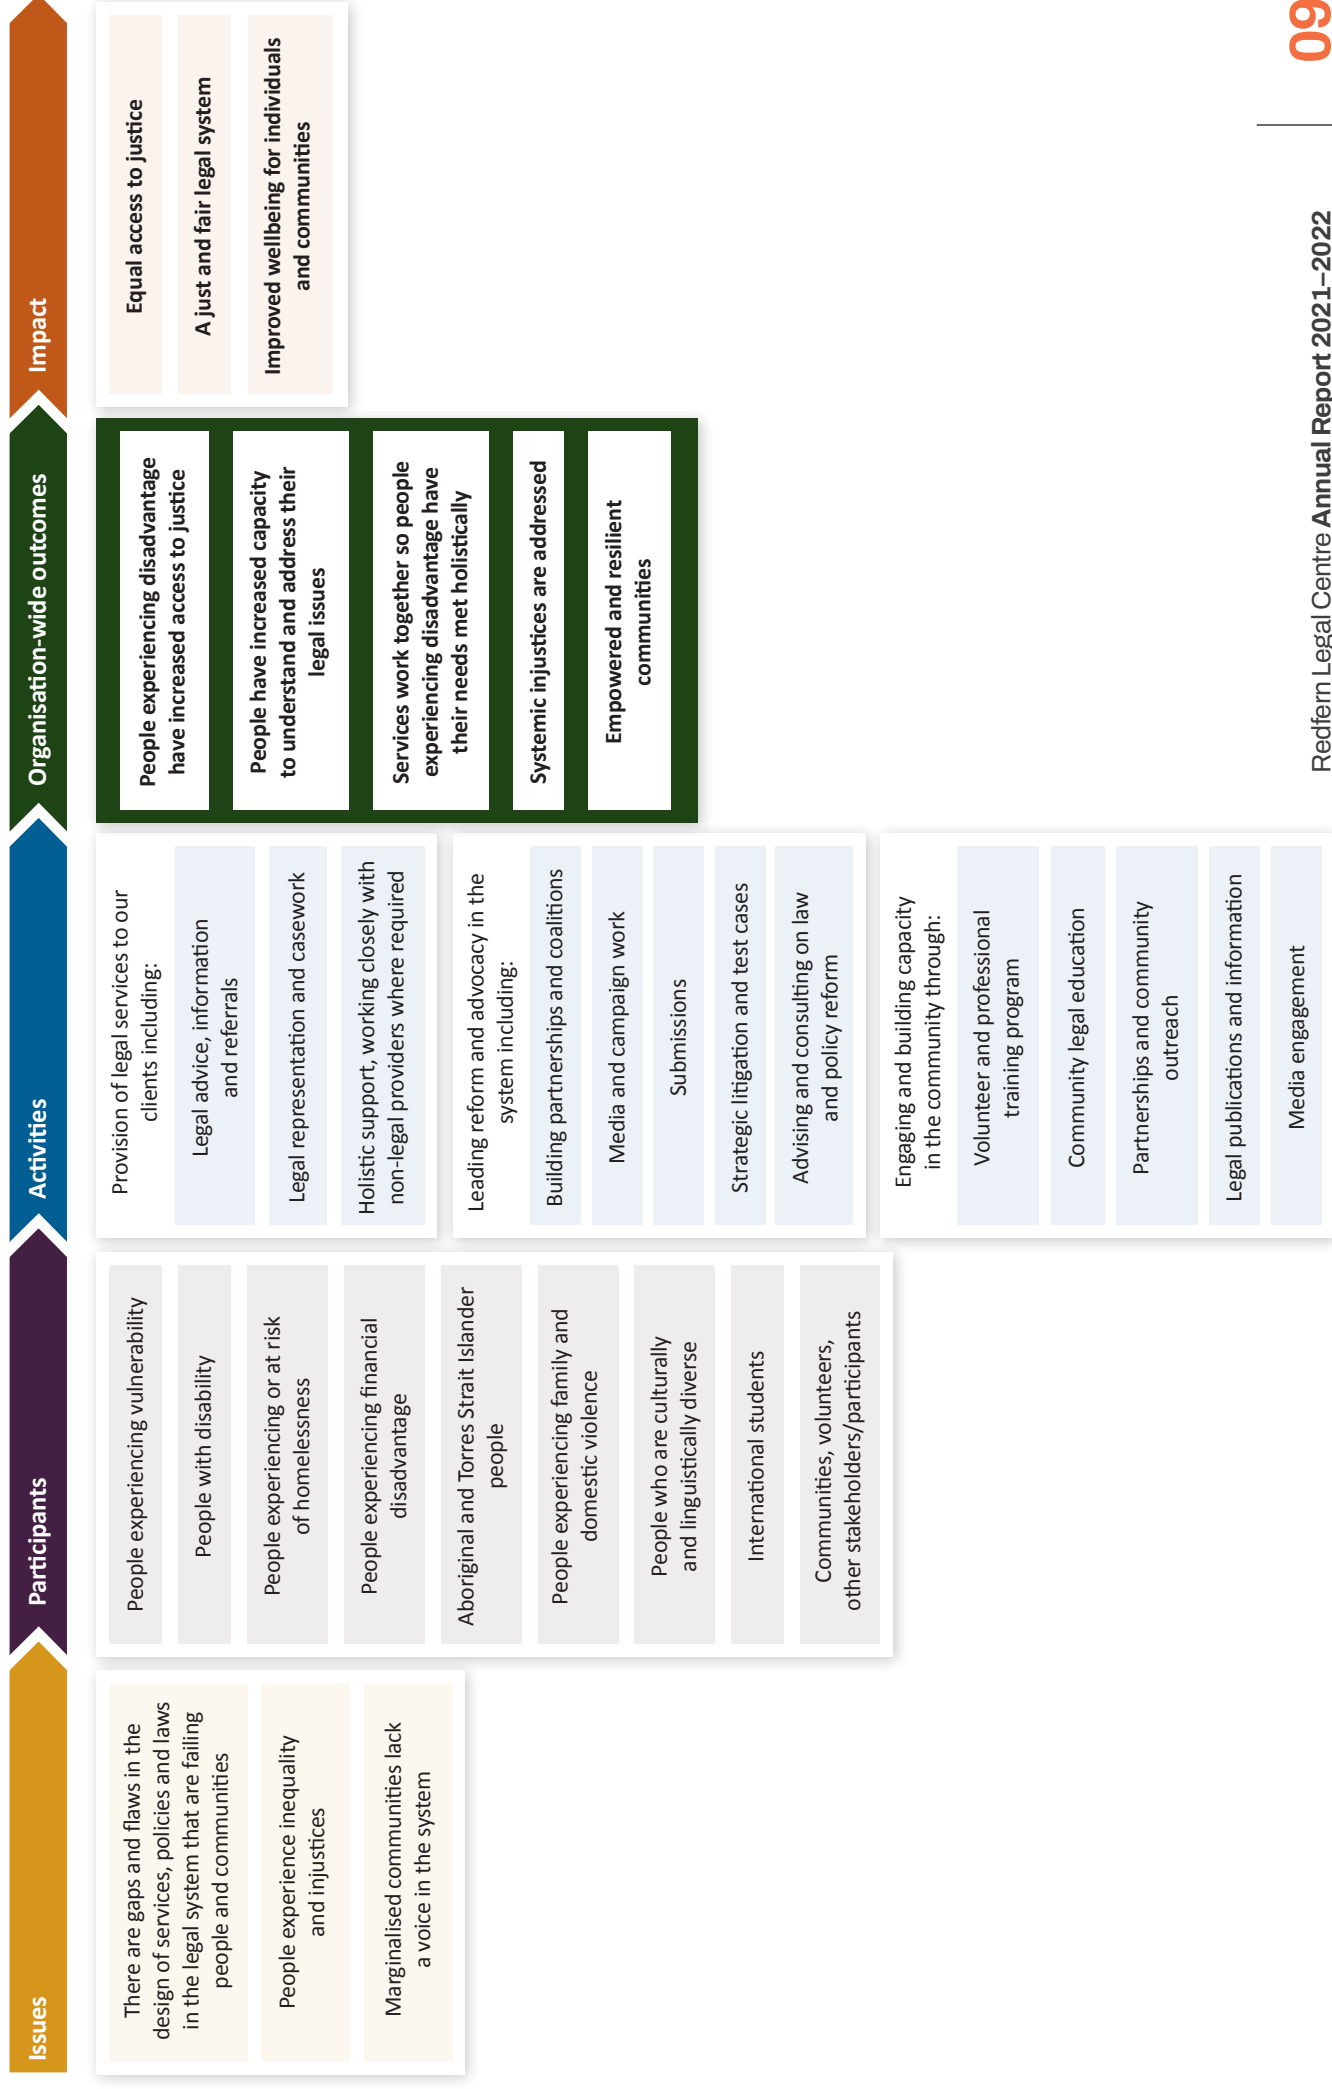 Issues
There are gaps and flaws in the
design of services, policies and laws
in the legal system that are failing
people and communities
People experience inequality
and injustices
Marginalised communities lack
a voice in the system
Participants
People experiencing vulnerability
People with disability
People experiencing or at risk
of homelessness
People experiencing financial
disadvantage
Aboriginal and Torres Strait Islander
people
People experiencing family and
domestic violence
People who are culturally
and linguistically diverse
International students
Communities, volunteers,
other stakeholders/participants
Activities
Provision of legal services to our
clients including:
Legal advice, information
and referrals
Legal representation and casework
Holistic support, working closely with
non-legal providers where required
Leading reform and advocacy in the
system including:
Building partnerships and coalitions
Media and campaign work
Submissions
Strategic litigation and test cases
Advising and consulting on law
and policy reform
Engaging and building capacity
in the community through:
Volunteer and professional
training program
Community legal education
Partnerships and community
outreach
Legal publications and information
Media engagement
Organisation-wide outcomes
People experiencing disadvantage
have increased access to justice
People have increased capacity
to understand and address their
legal issues
Services work together so people
experiencing disadvantage have
their needs met holistically
Systemic injustices are addressed
Empowered and resilient
communities
Impact
Equal access to justice
A just and fair legal system
Improved wellbeing for individuals
and communities
Redfern Legal Centre Annual Report 2021–2022
09